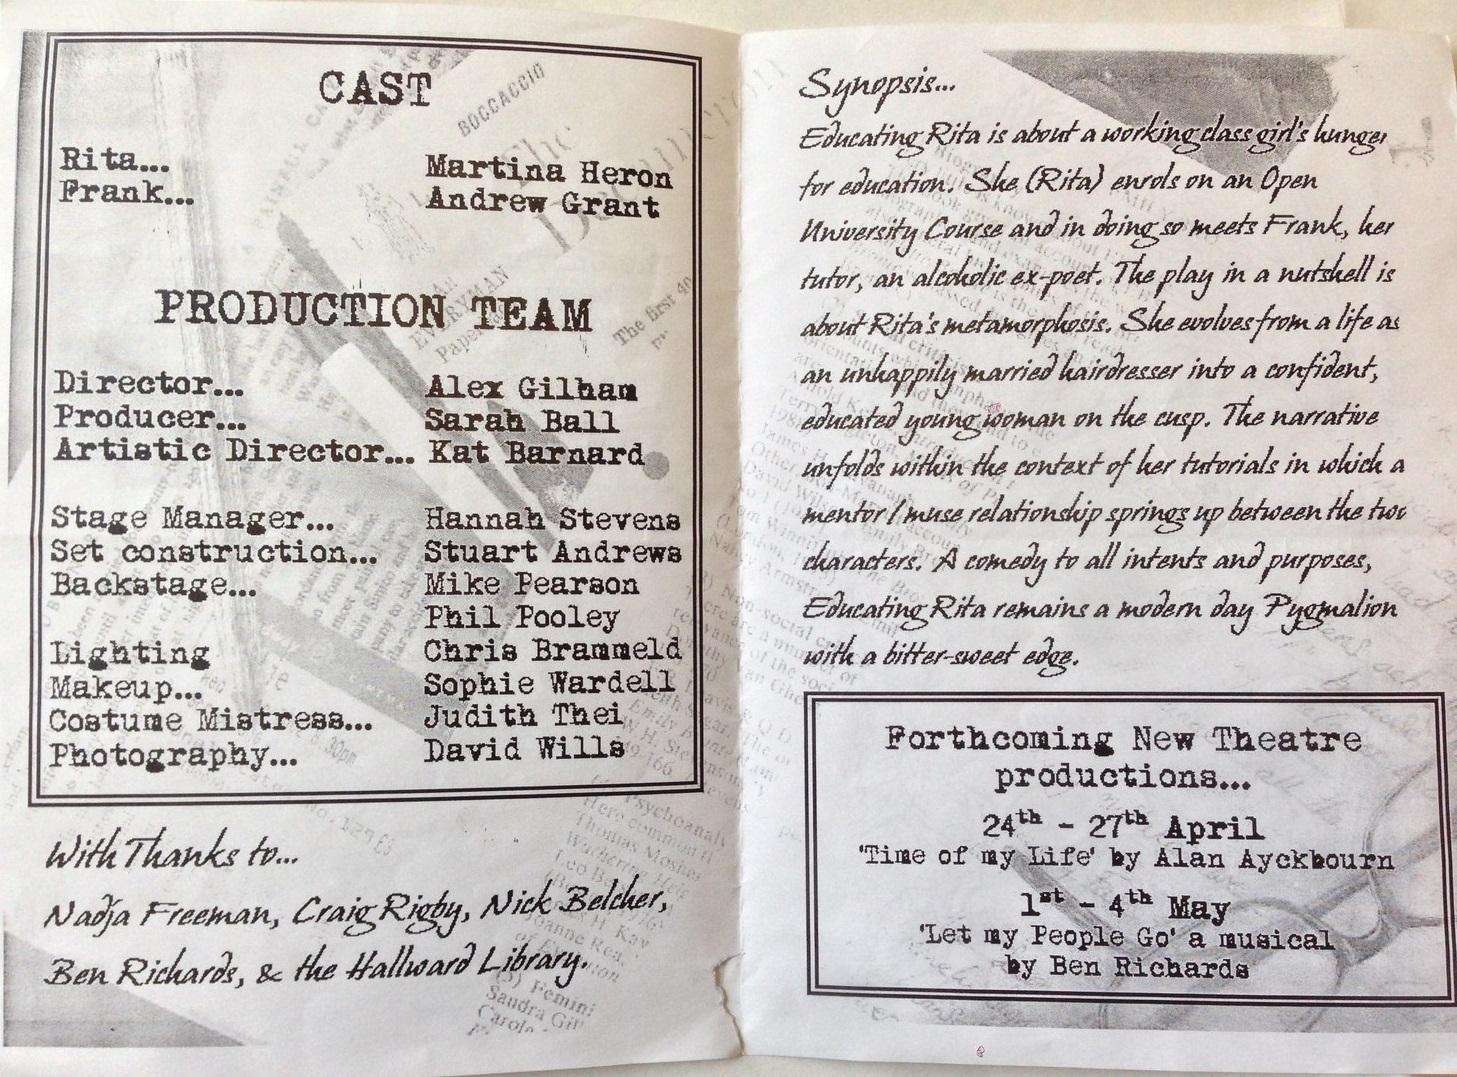 CAST
Rita... Martina Heron
Frank... Andrew Grant
PRODUCTION TEAM
Director... Alex Gilham
Producer... Sarah Ball
Artistic Director... Kat Barnard
Stage Manager... Hannah Stevens
Set construction... Stuart Andrews
Backstage... Mike Pearson
Phil Pooley
Lighting Chris Brammeld
Makeup... Sophie Wardell
Costume Mistress... Judith Thei
Photography... David Wills
With Thanks to...
Nadja Freeman, Craig Rigby, Nick Belcher,
Ben Richards, & the Hallward Library.
BOCCACCIO
The first 40
Synopsis...
Educating Rita is about a working class girl's hunger
for education. She (Rita) enrols on an Open
University Course and in doing so meets Frank, her
tutor, an alcoholic ex-poet. The play in a nutshell is
about Rita's metamorphosis. She evolves from a life as
an unhappily married hairdresser into a confident,
educated young woman on the cusp. The narrative
unfolds within the context of her tutorials in which a
mentor / muse relationship springs up between the two
characters. A comedy to all intents and purposes,
Educating Rita remains a modern day Pygmalion
with a bitter-sweet edge.
Forthcoming New Theatre
productions...
24th - 27th April
'Time of my Life' by Alan Ayckbourn
1st - 4th May
'Let my People Go' a musical
by Ben Richards